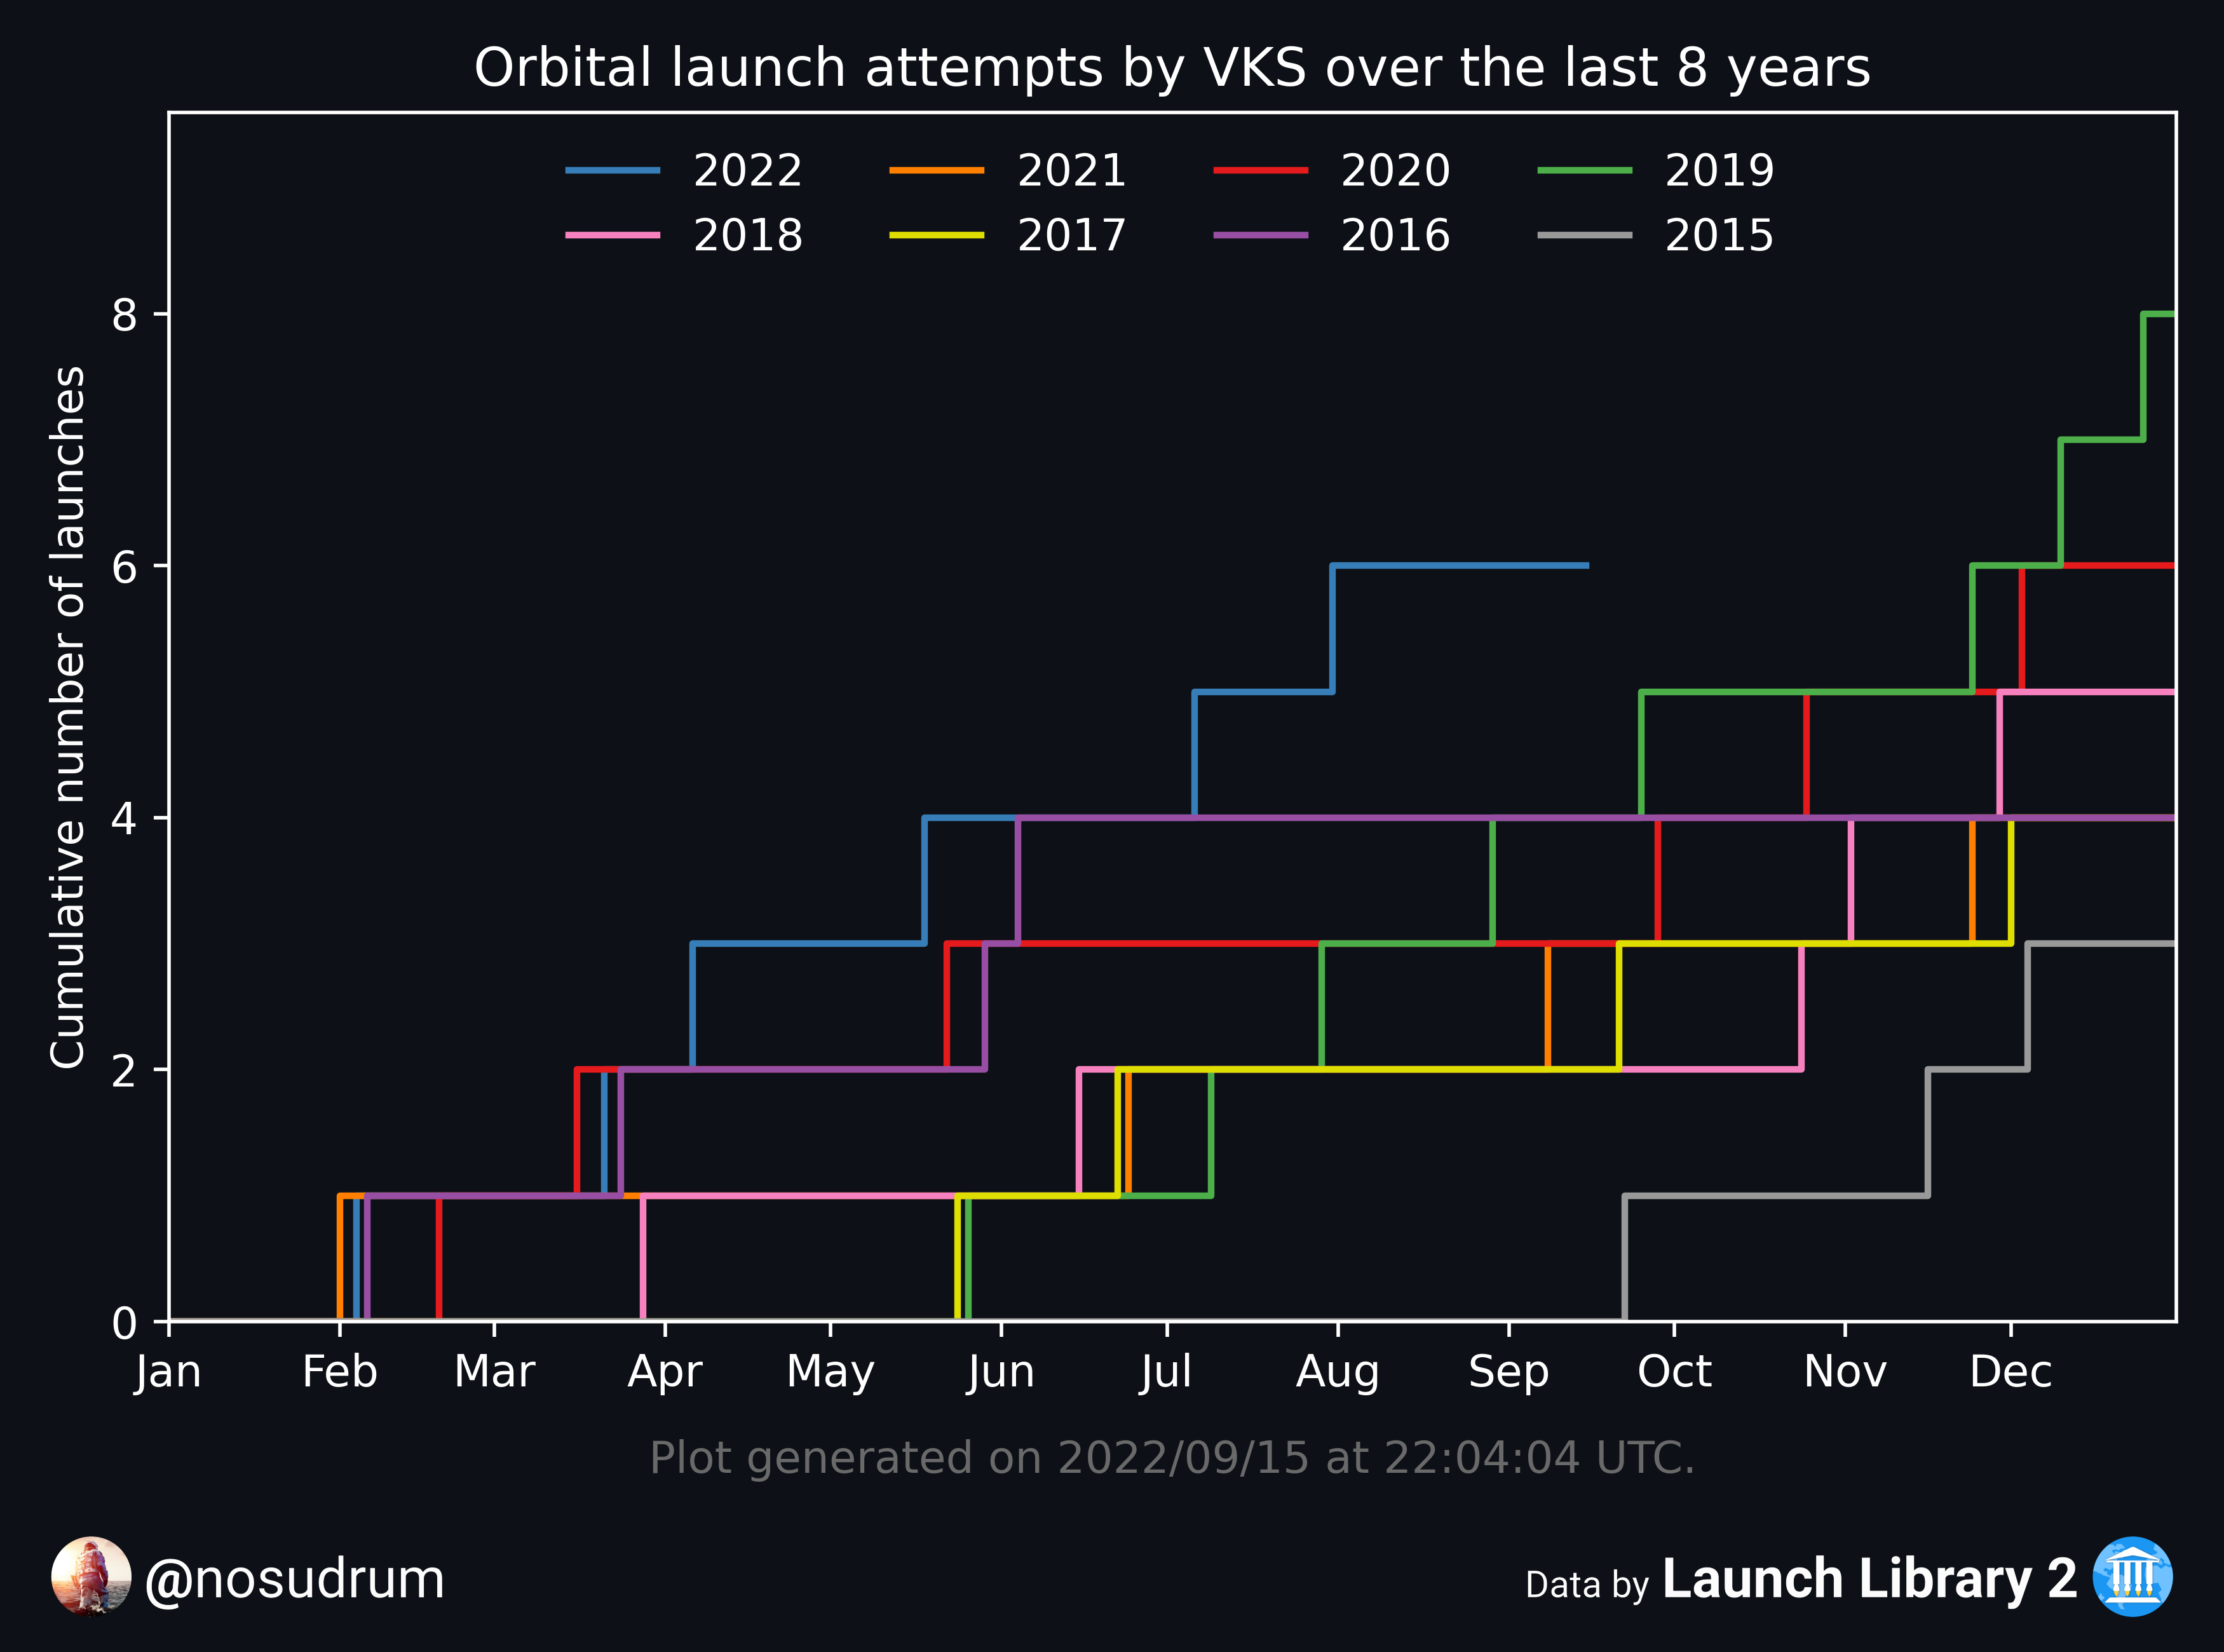 Orbital launch attempts by VKS over the last 8 years
2022 2021 2020 2019
2018 2017 2016 2015
Cumulative number of launches
8
6
4
2
0
Jan Feb Mar Apr May Jun Jul Aug Sep Oct Nov Dec
Plot generated on 2022/09/15 at 22:04:04 UTC.
@nosudrum
Data by Launch Library 2